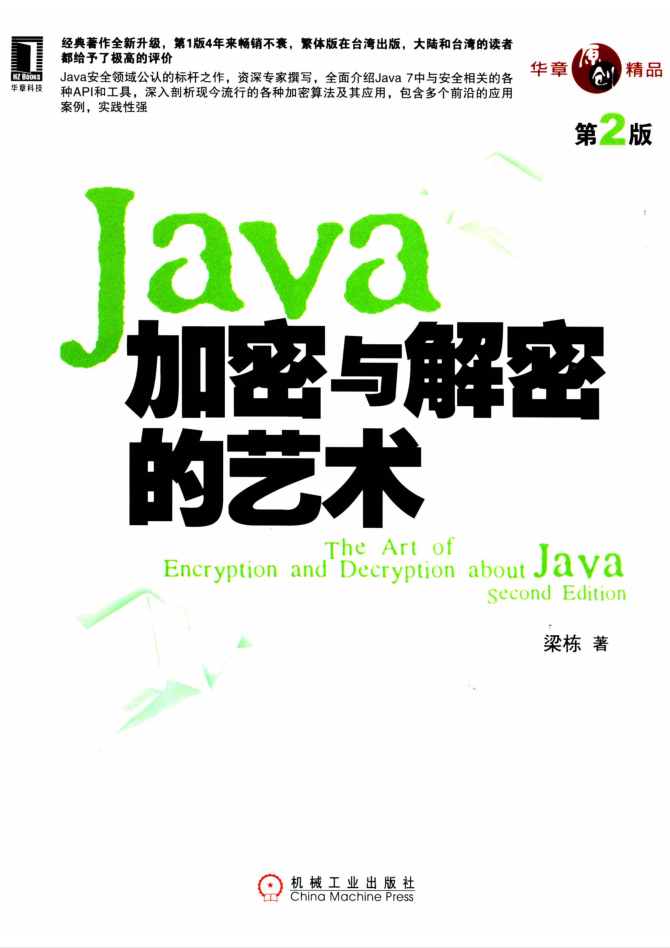 HZ BOOKS
华章科技
经典著作全新升级，第1版4年来畅销不衰，繁体版在台湾出版，大陆和台湾的读者
都给予了极高的评价
Java安全领域公认的标杆之作，资深专家撰写，全面介绍Java 7中与安全相关的各
种API和工具，深入剖析现今流行的各种加密算法及其应用，包含多个前沿的应用
案例，实践性强
华章 原创 精品
第2版
Java
加密与解密
的艺术
The Art of
Encryption and Decryption about Java
Second Edition
梁栋 著
机械工业出版社
China Machine Press